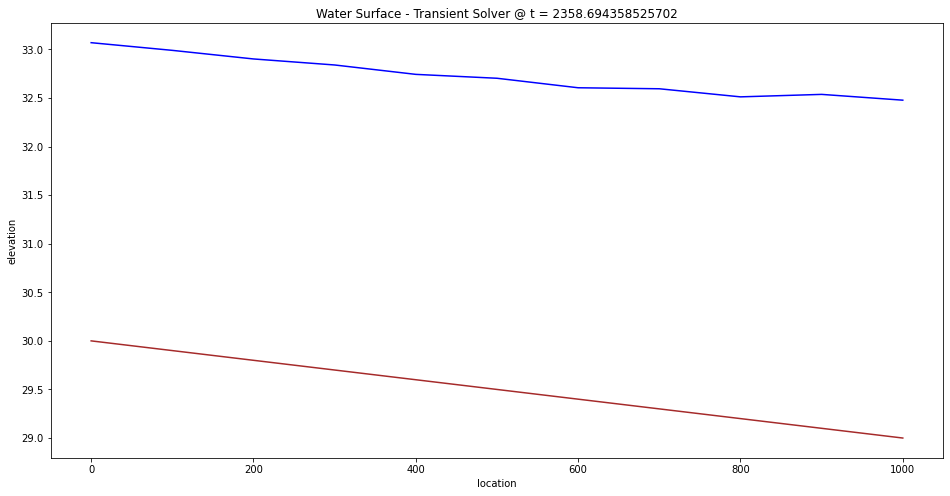 Water Surface - Transient Solver @ t = 2358.694358525702
33.0
32.5
32.0
31.5
31.0
30.5
30.0
29.5
29.0
elevation
0 200 400 600 800 1000
location